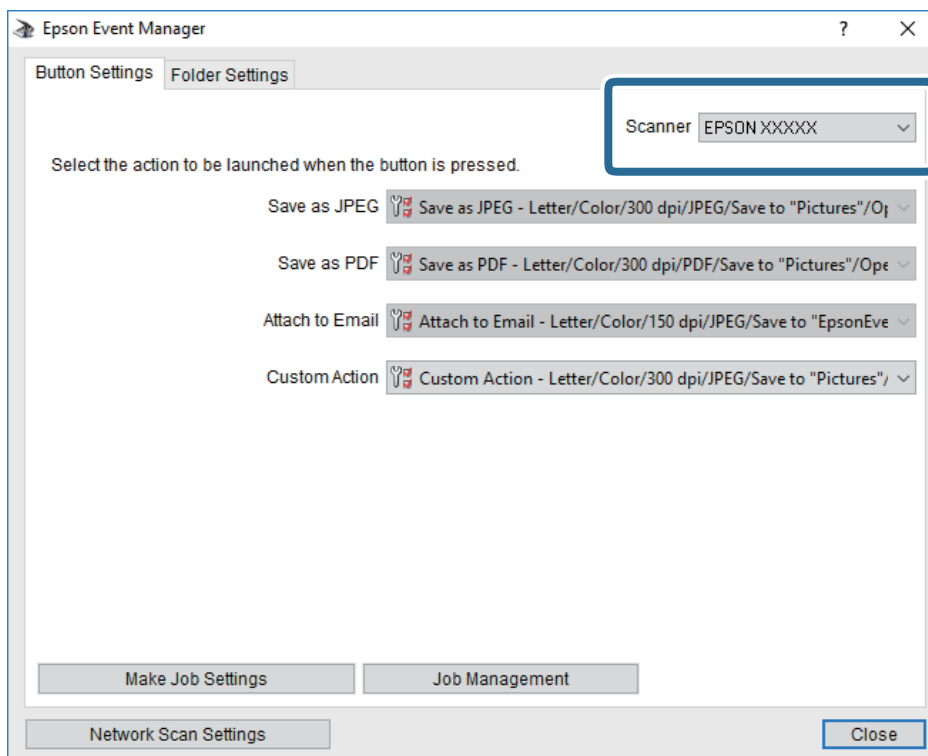 Epson Event Manager
Button Settings Folder Settings
Scanner EPSON XXXXX
Select the action to be launched when the button is pressed.
Save as JPEG Save as JPEG - Letter/Color/300 dpi/JPEG/Save to "Pictures"/Op
Save as PDF Save as PDF - Letter/Color/300 dpi/PDF/Save to "Pictures"/Ope
Attach to Email Attach to Email - Letter/Color/150 dpi/JPEG/Save to "EpsonEve
Custom Action Custom Action - Letter/Color/300 dpi/JPEG/Save to "Pictures"/
Make Job Settings Job Management
Network Scan Settings Close